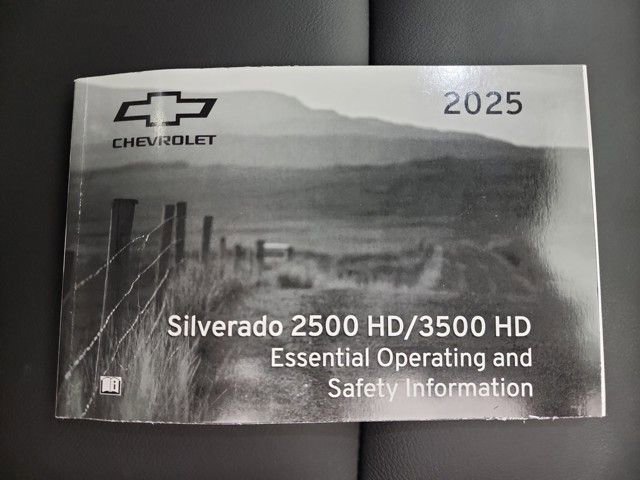 2025
CHEVROLET
Silverado 2500 HD/3500 HD
Essential Operating and
Safety Information